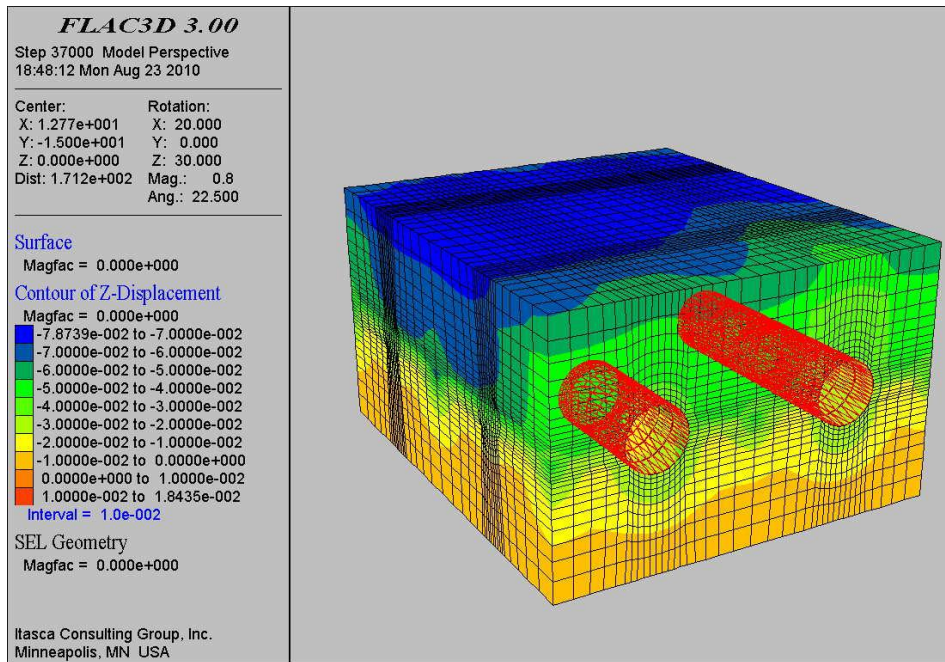 FLAC3D 3.00
Step 37000 Model Perspective
18:48:12 Mon Aug 23 2010
Center: Rotation:
X: 1.277e+001 X: 20.000
Y: -1.500e+001 Y: 0.000
Z: 0.000e+000 Z: 30.000
Dist: 1.712e+002 Mag.: 0.8
Ang.: 22.500
Surface
Magfac = 0.000e+000
Contour of Z-Displacement
Magfac = 0.000e+000
-7.8739e-002 to -7.0000e-002
-7.0000e-002 to -6.0000e-002
-6.0000e-002 to -5.0000e-002
-5.0000e-002 to -4.0000e-002
-4.0000e-002 to -3.0000e-002
-3.0000e-002 to -2.0000e-002
-2.0000e-002 to -1.0000e-002
-1.0000e-002 to 0.0000e+000
0.0000e+000 to 1.0000e-002
1.0000e-002 to 1.8435e-002
Interval = 1.0e-002
SEL Geometry
Magfac = 0.000e+000
Itasca Consulting Group, Inc.
Minneapolis, MN USA